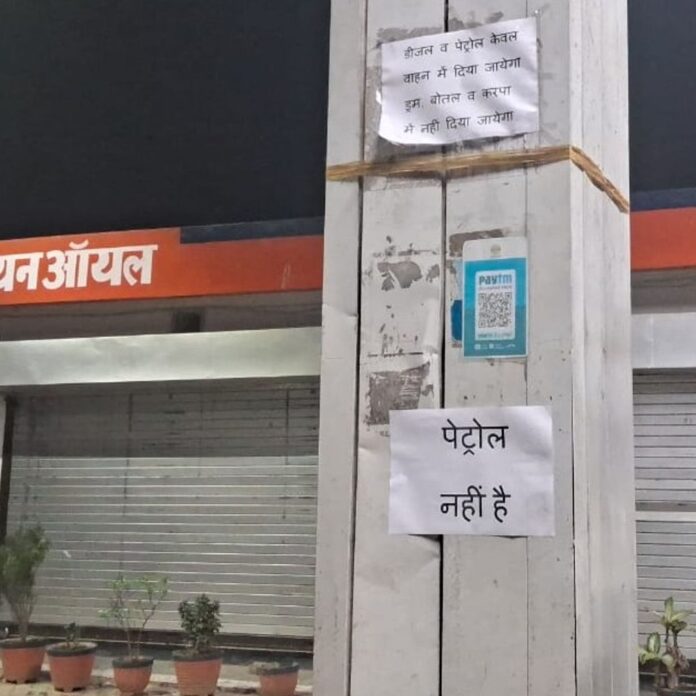 डीजल व पेट्रोल केवल
वाहन में दिया जायेगा
ड्रम, बोतल व करपा
में नही दिया जायेगा
यनऑयल
paytm
पेट्रोल
नहीं है